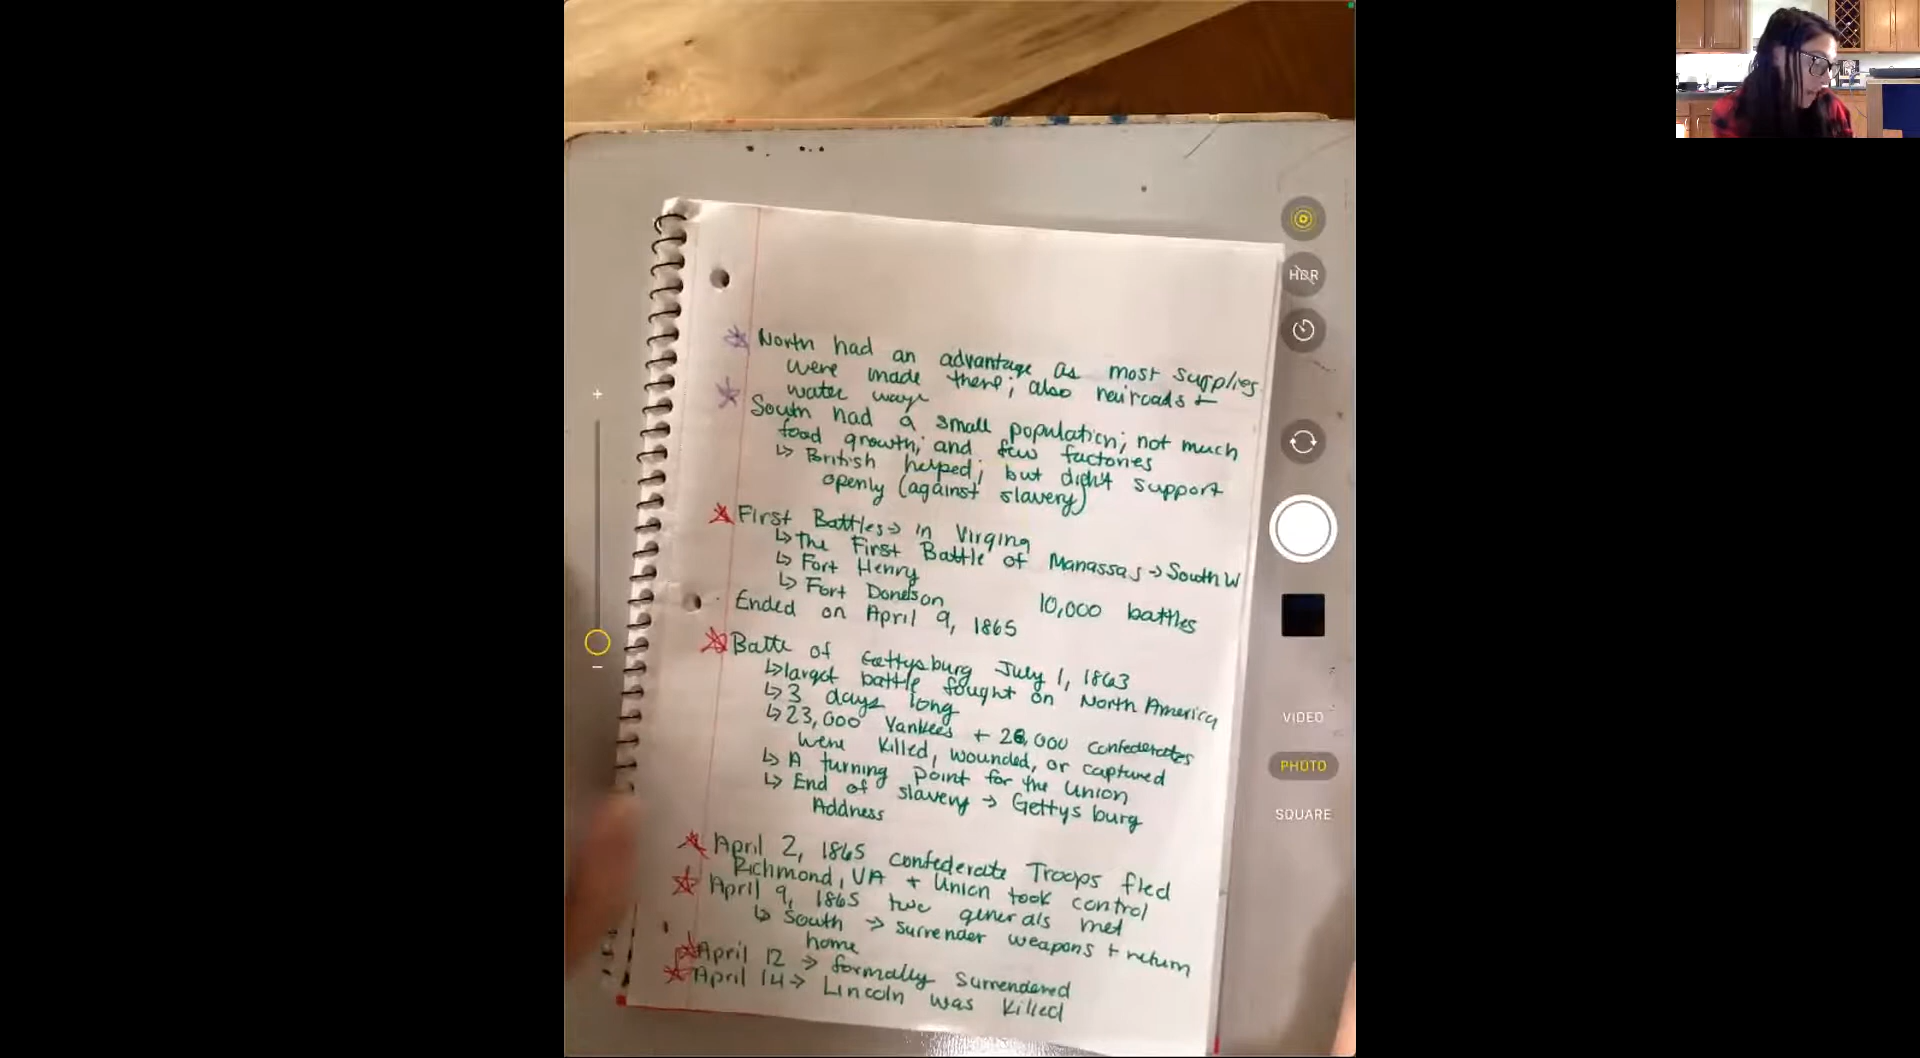 North had an advantage as most supplies
were made there; also railroads +
water ways
South had a small population; not much
food growth; and few factories
↳ British helped; but didn't support
openly (against slavery)
First Battles → in Virginia
↳ The First Battle of Manassas → South W
↳ Fort Henry
↳ Fort Donelson 10,000 battles
Ended on April 9, 1865
Battle of Gettysburg July 1, 1863
↳ largest battle fought on North America
↳ 3 days long
↳ 23,000 Yankees + 28,000 confederates
were killed, wounded, or captured
↳ A turning point for the Union
↳ End of slavery → Gettysburg
Address
April 2, 1865 confederate Troops fled
Richmond, VA + Union took control
April 9, 1865 two generals met
↳ South → surrender weapons + return
home
April 12 → formally surrendered
April 14 → Lincoln was killed
HDR
VIDEO
PHOTO
SQUARE